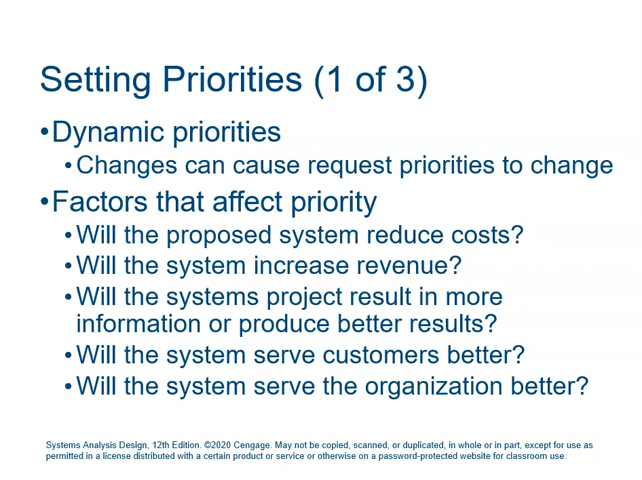 Setting Priorities (1 of 3)
•Dynamic priorities
•Changes can cause request priorities to change
•Factors that affect priority
•Will the proposed system reduce costs?
•Will the system increase revenue?
•Will the systems project result in more
information or produce better results?
•Will the system serve customers better?
•Will the system serve the organization better?
Systems Analysis Design, 12th Edition. ©2020 Cengage. May not be copied, scanned, or duplicated, in whole or in part, except for use as
permitted in a license distributed with a certain product or service or otherwise on a password-protected website for classroom use.